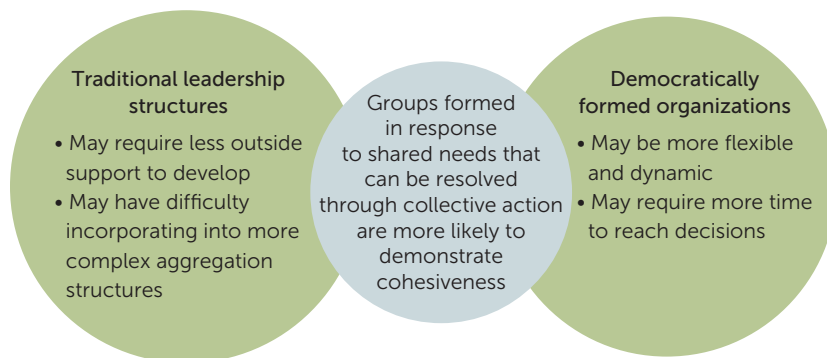 Traditional leadership
structures
• May require less outside
support to develop
• May have difficulty
incorporating into more
complex aggregation
structures
Groups formed
in response
to shared needs that
can be resolved
through collective action
are more likely to
demonstrate
cohesiveness
Democratically
formed organizations
• May be more flexible
and dynamic
• May require more time
to reach decisions